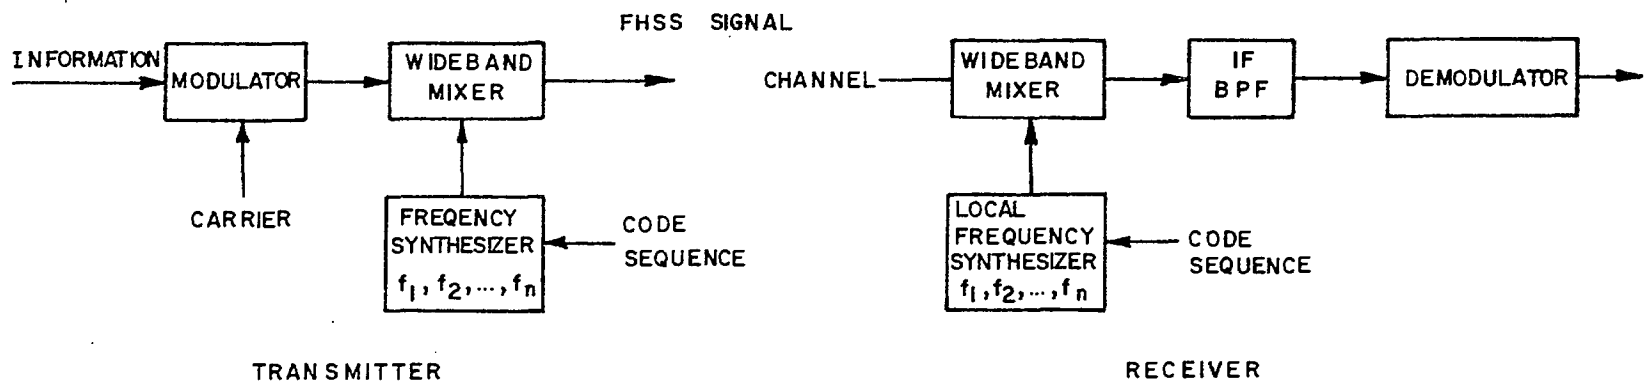 FHSS SIGNAL
INFORMATION
MODULATOR
WIDEBAND
MIXER
CARRIER
FREQENCY
SYNTHESIZER
f1, f2, ..., fn
CODE
SEQUENCE
TRANSMITTER
CHANNEL
WIDEBAND
MIXER
IF
BPF
DEMODULATOR
LOCAL
FREQUENCY
SYNTHESIZER
f1, f2, ..., fn
CODE
SEQUENCE
RECEIVER